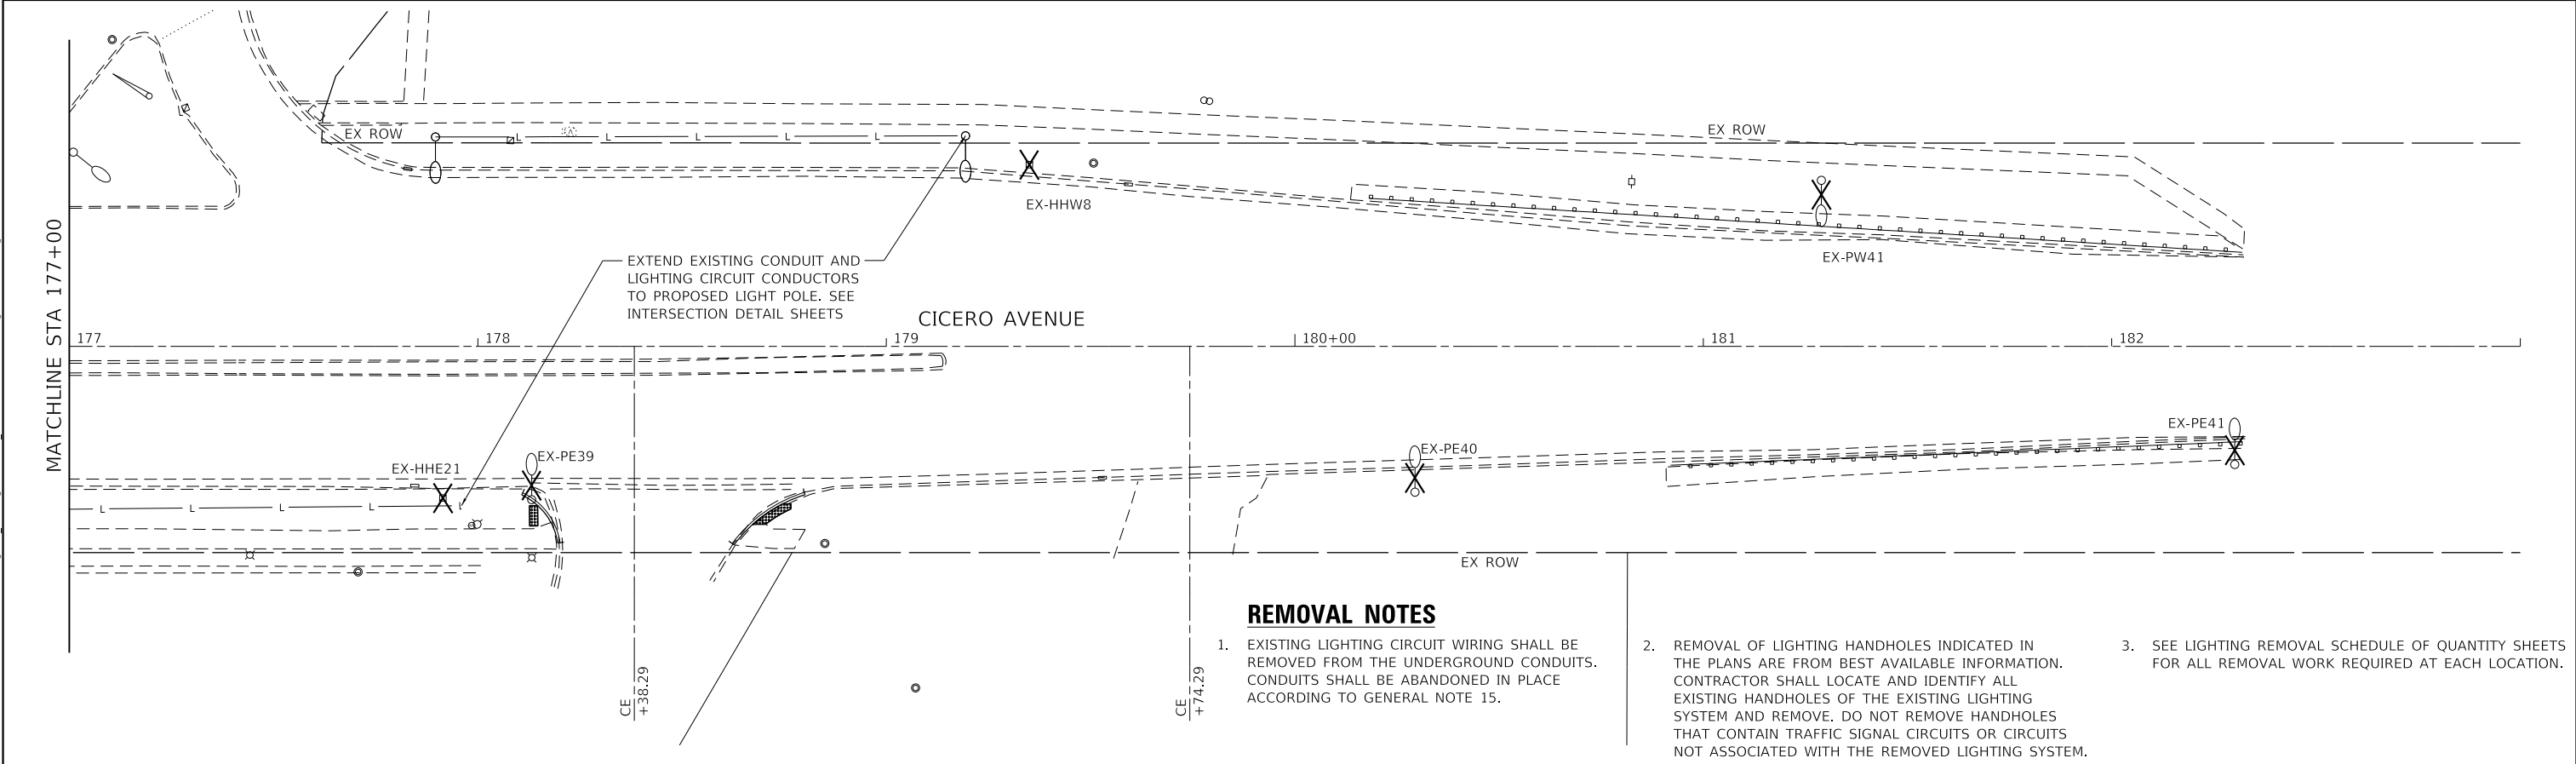 MATCHLINE STA 177+00
EX ROW
L L L L L
EX ROW
EX-HHW8
EX-PW41
EXTEND EXISTING CONDUIT AND
LIGHTING CIRCUIT CONDUCTORS
TO PROPOSED LIGHT POLE. SEE
INTERSECTION DETAIL SHEETS
CICERO AVENUE
177
178
179
180+00
181
182
EX-HHE21
EX-PE39
EX-PE40
EX-PE41
L L L L L
EX ROW
CE
+38.29
CE
+74.29
REMOVAL NOTES
1. EXISTING LIGHTING CIRCUIT WIRING SHALL BE
REMOVED FROM THE UNDERGROUND CONDUITS.
CONDUITS SHALL BE ABANDONED IN PLACE
ACCORDING TO GENERAL NOTE 15.
2. REMOVAL OF LIGHTING HANDHOLES INDICATED IN
THE PLANS ARE FROM BEST AVAILABLE INFORMATION.
CONTRACTOR SHALL LOCATE AND IDENTIFY ALL
EXISTING HANDHOLES OF THE EXISTING LIGHTING
SYSTEM AND REMOVE. DO NOT REMOVE HANDHOLES
THAT CONTAIN TRAFFIC SIGNAL CIRCUITS OR CIRCUITS
NOT ASSOCIATED WITH THE REMOVED LIGHTING SYSTEM.
3. SEE LIGHTING REMOVAL SCHEDULE OF QUANTITY SHEETS
FOR ALL REMOVAL WORK REQUIRED AT EACH LOCATION.